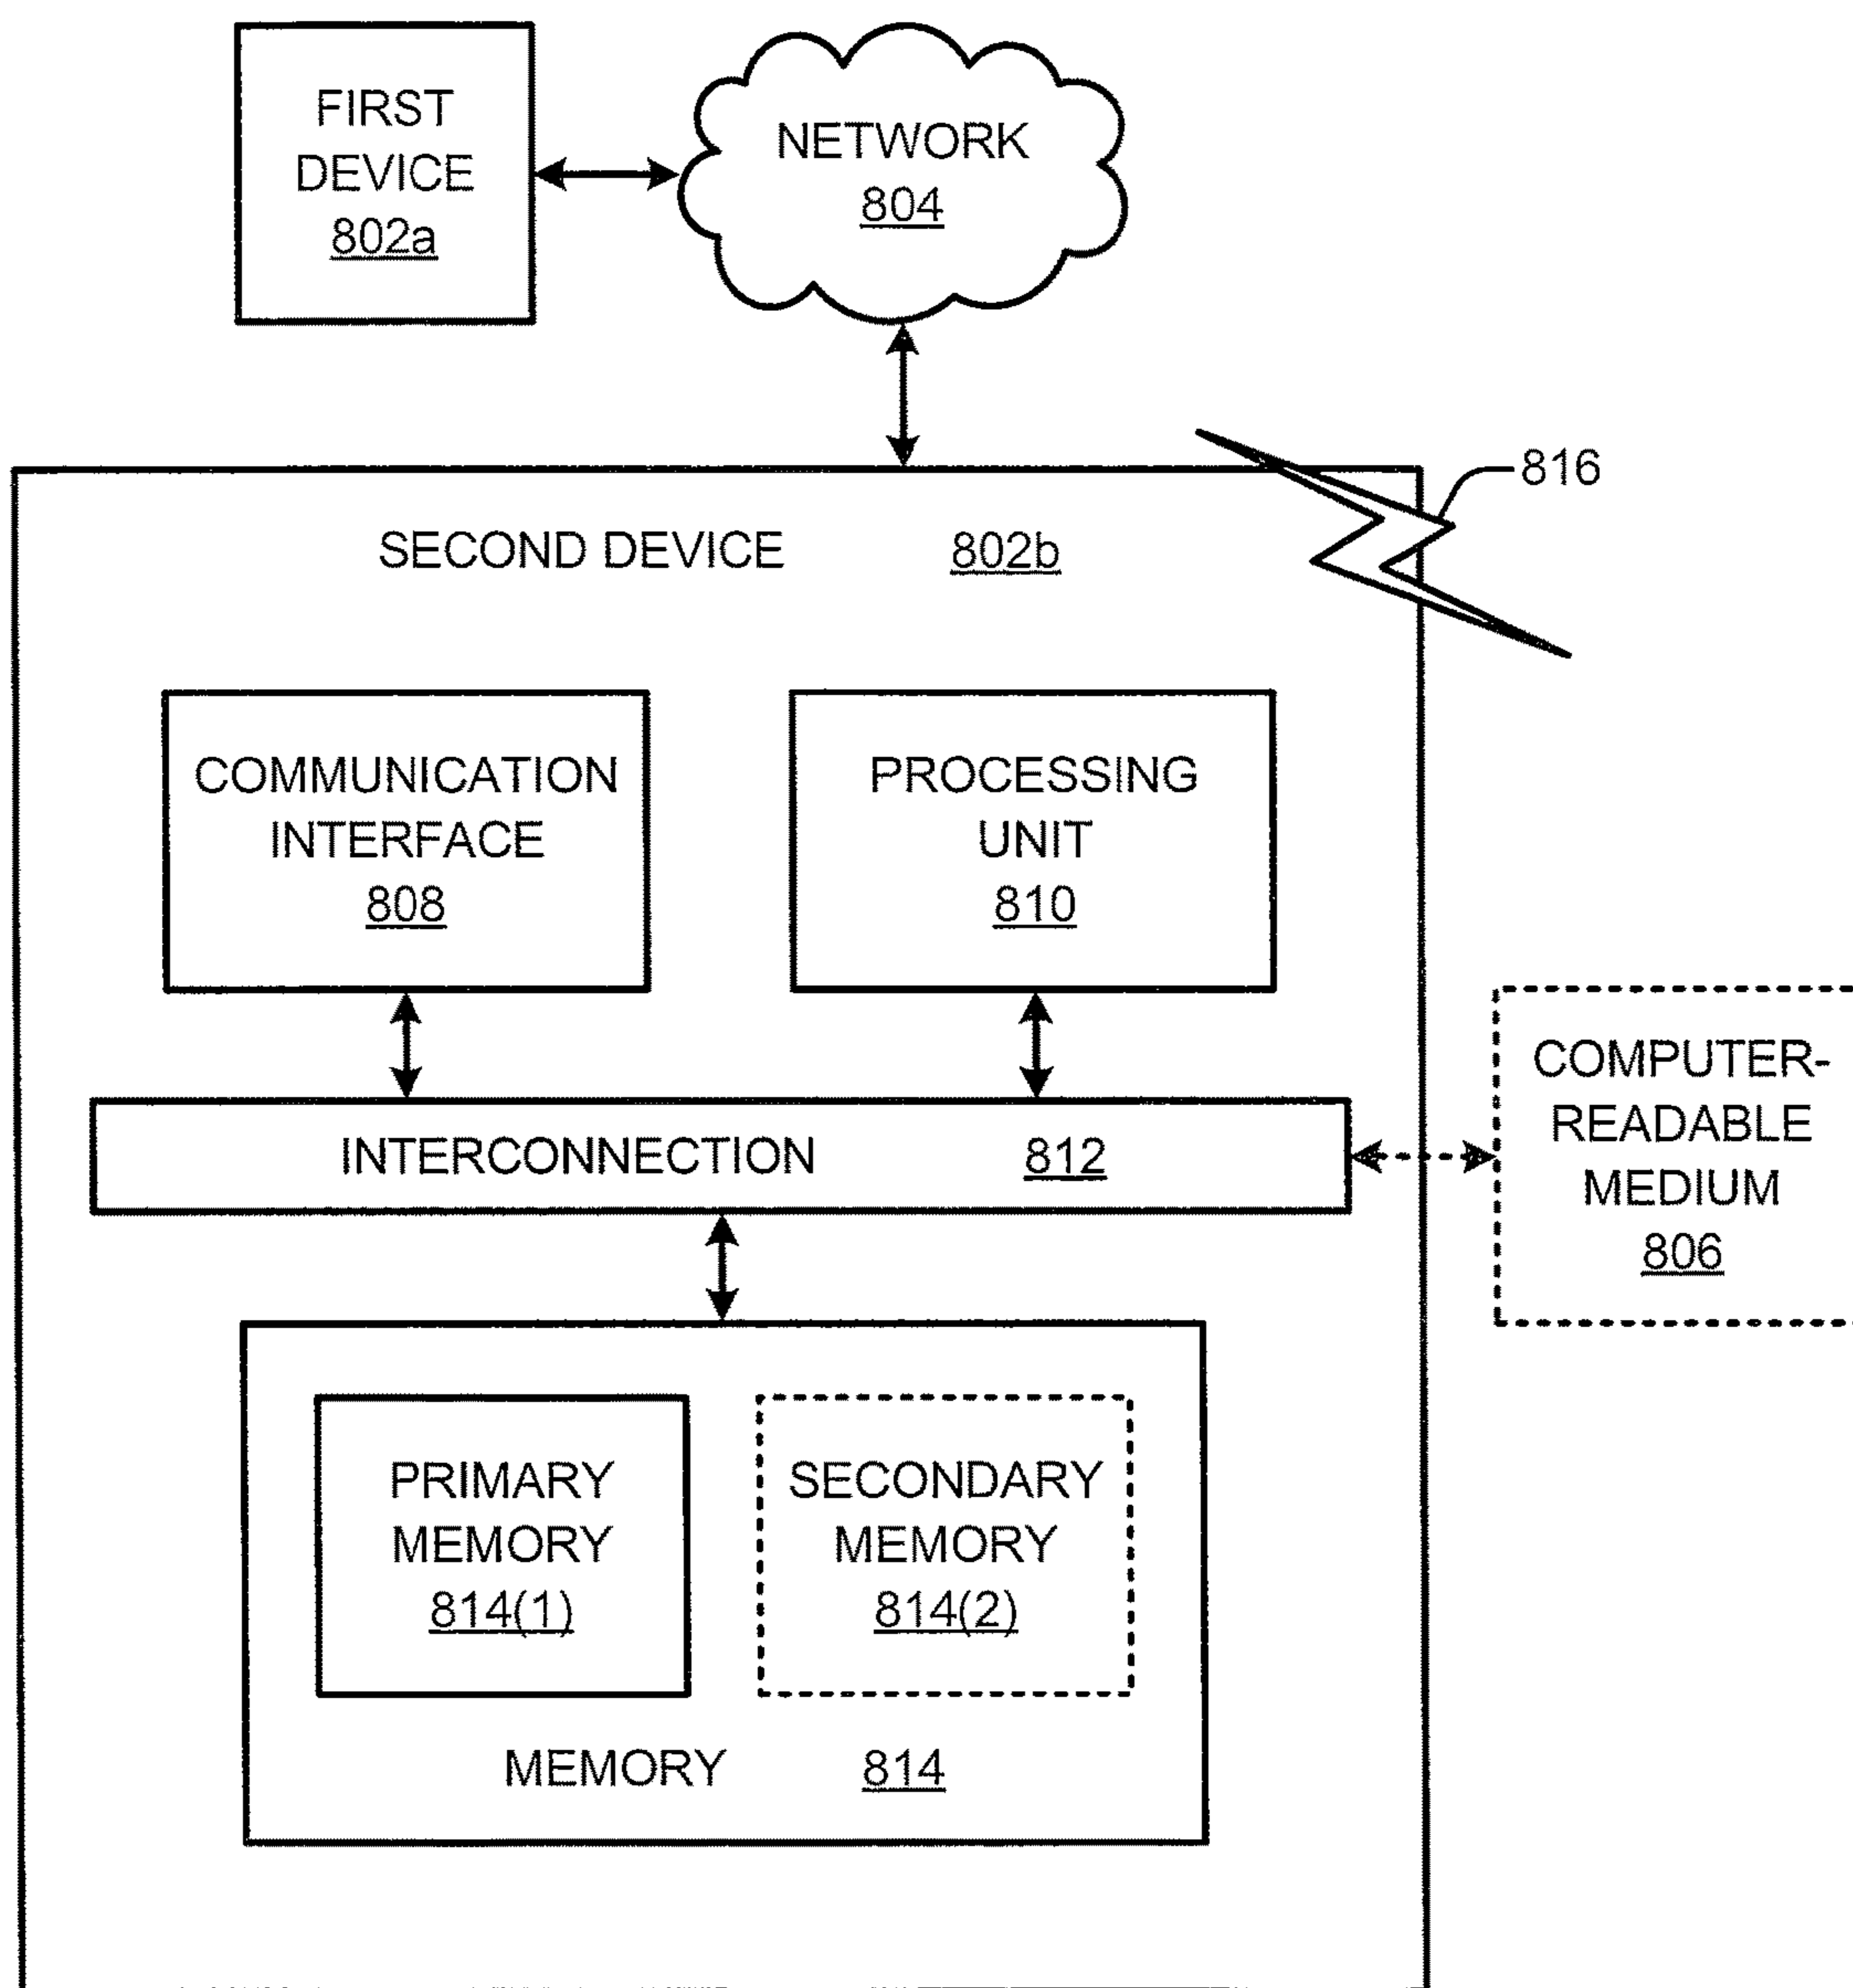 FIRST
DEVICE
802a
NETWORK
804
816
SECOND DEVICE 802b
COMMUNICATION
INTERFACE
808
PROCESSING
UNIT
810
INTERCONNECTION 812
COMPUTER-
READABLE
MEDIUM
806
PRIMARY
MEMORY
814(1)
SECONDARY
MEMORY
814(2)
MEMORY 814